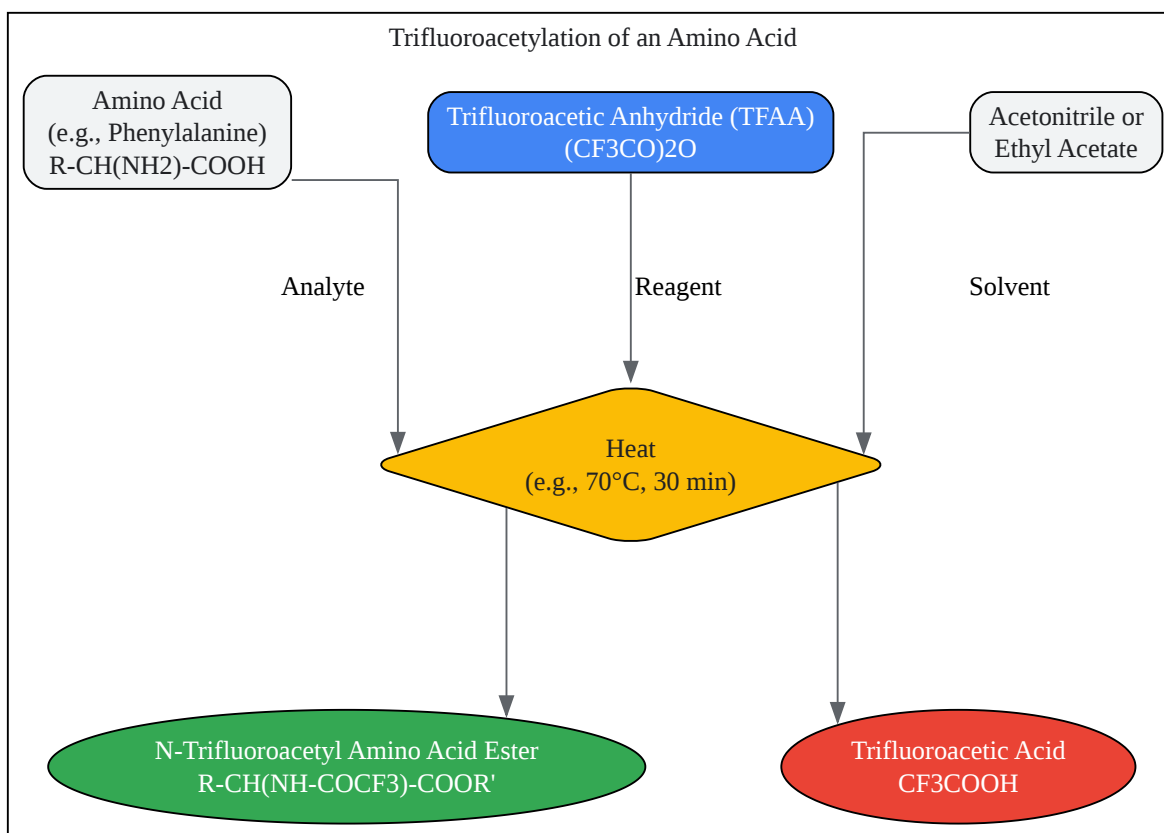 Trifluoroacetylation of an Amino Acid
Amino Acid
(e.g., Phenylalanine)
R-CH(NH2)-COOH
Trifluoroacetic Anhydride (TFAA)
(CF3CO)2O
Acetonitrile or
Ethyl Acetate
Analyte
Reagent
Solvent
Heat
(e.g., 70°C, 30 min)
N-Trifluoroacetyl Amino Acid Ester
R-CH(NH-COCF3)-COOR'
Trifluoroacetic Acid
CF3COOH